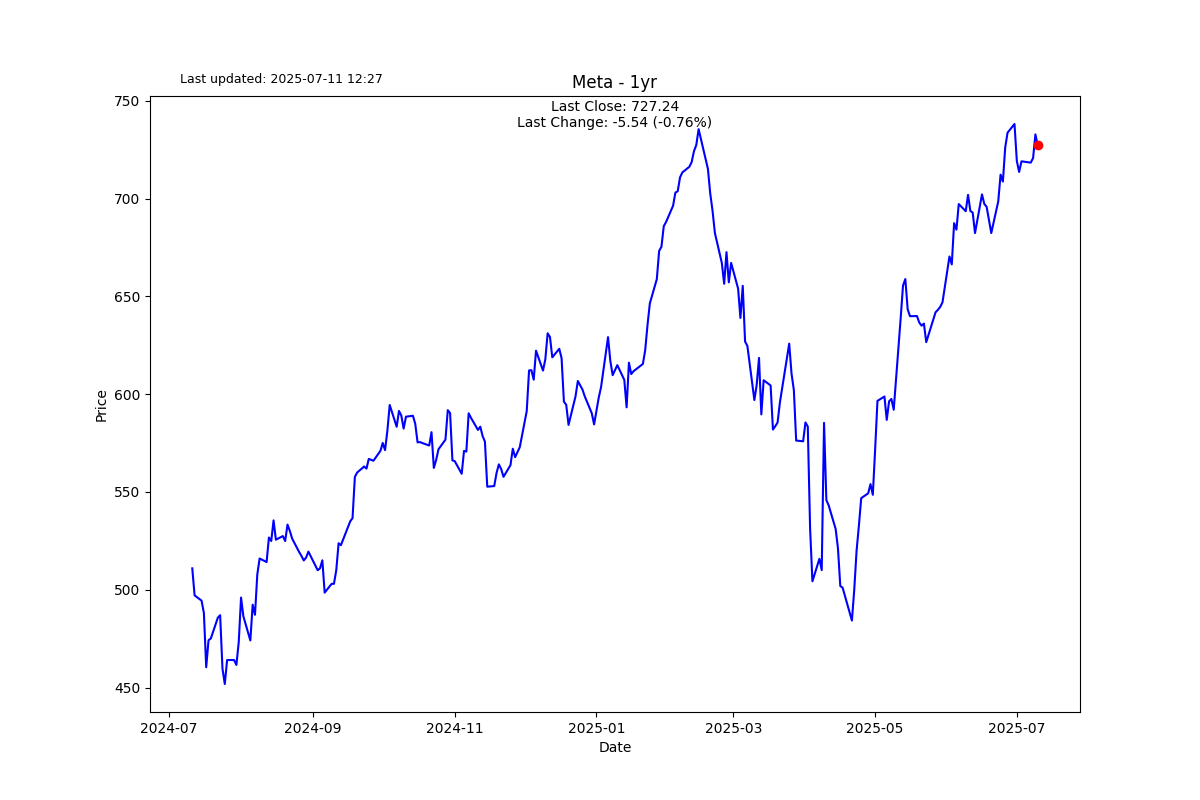 Last updated: 2025-07-11 12:27
Meta - 1yr
Last Close: 727.24
Last Change: -5.54 (-0.76%)
750
700
650
600
550
500
450
Price
2024-07
2024-09
2024-11
2025-01
2025-03
2025-05
2025-07
Date